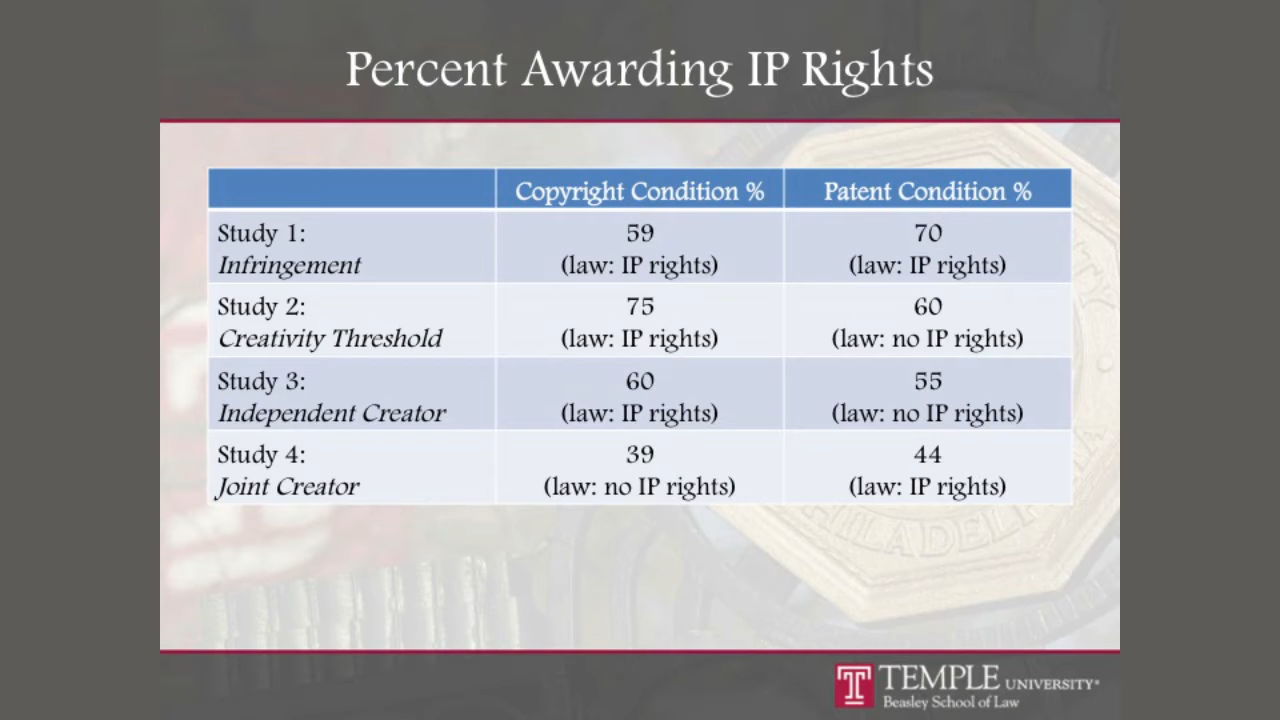 Percent Awarding IP Rights
Copyright Condition %
Patent Condition %
Study 1:
Infringement
59
(law: IP rights)
70
(law: IP rights)
Study 2:
Creativity Threshold
75
(law: IP rights)
60
(law: no IP rights)
Study 3:
Independent Creator
60
(law: IP rights)
55
(law: no IP rights)
Study 4:
Joint Creator
39
(law: no IP rights)
44
(law: IP rights)
PHILADELP
TEMPLE UNIVERSITY®
Beasley School of Law